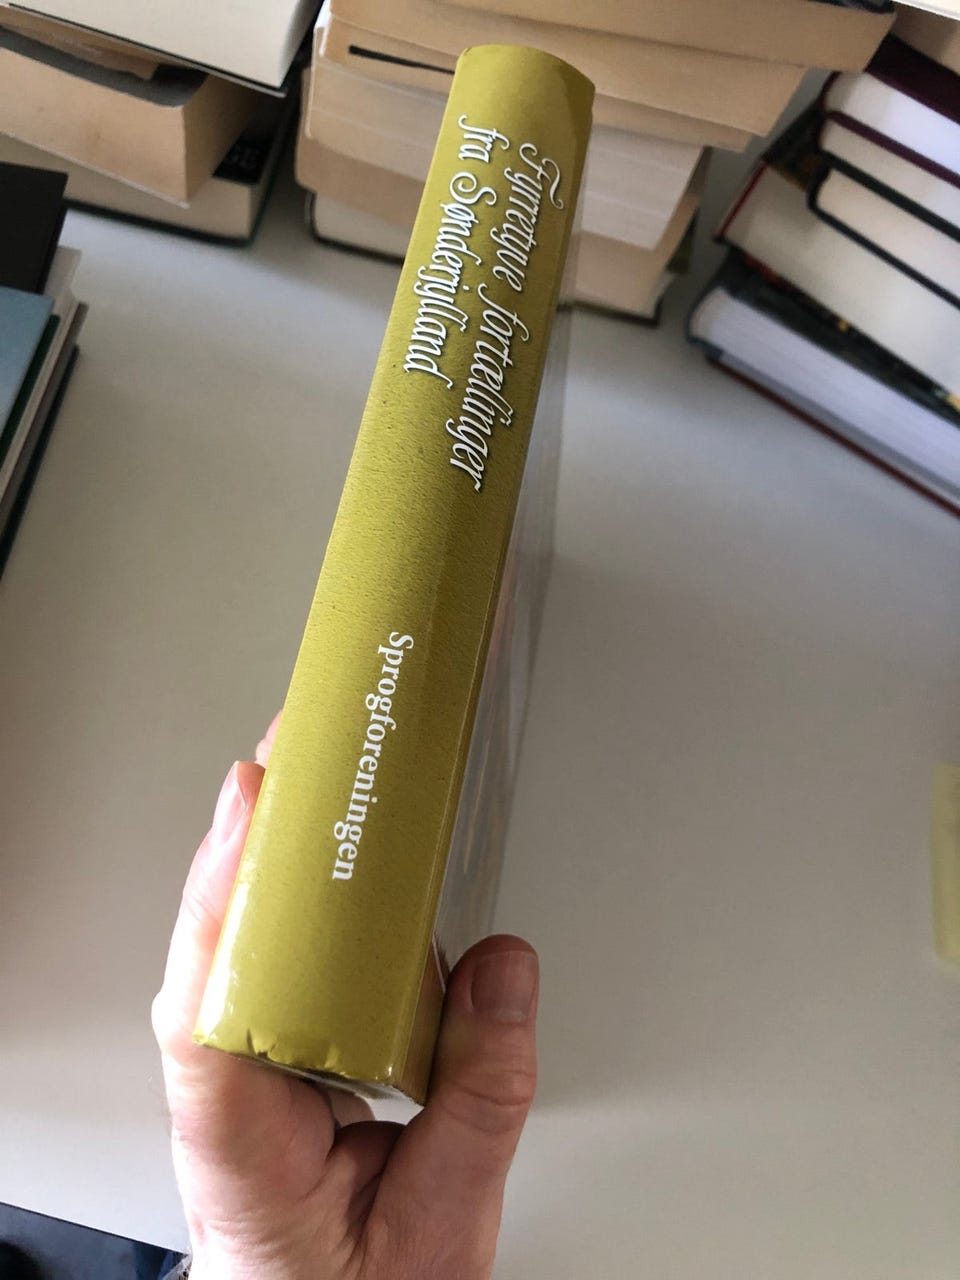 Fyrretyve fortællinger
fra Sønderjylland
Sprogforeningen